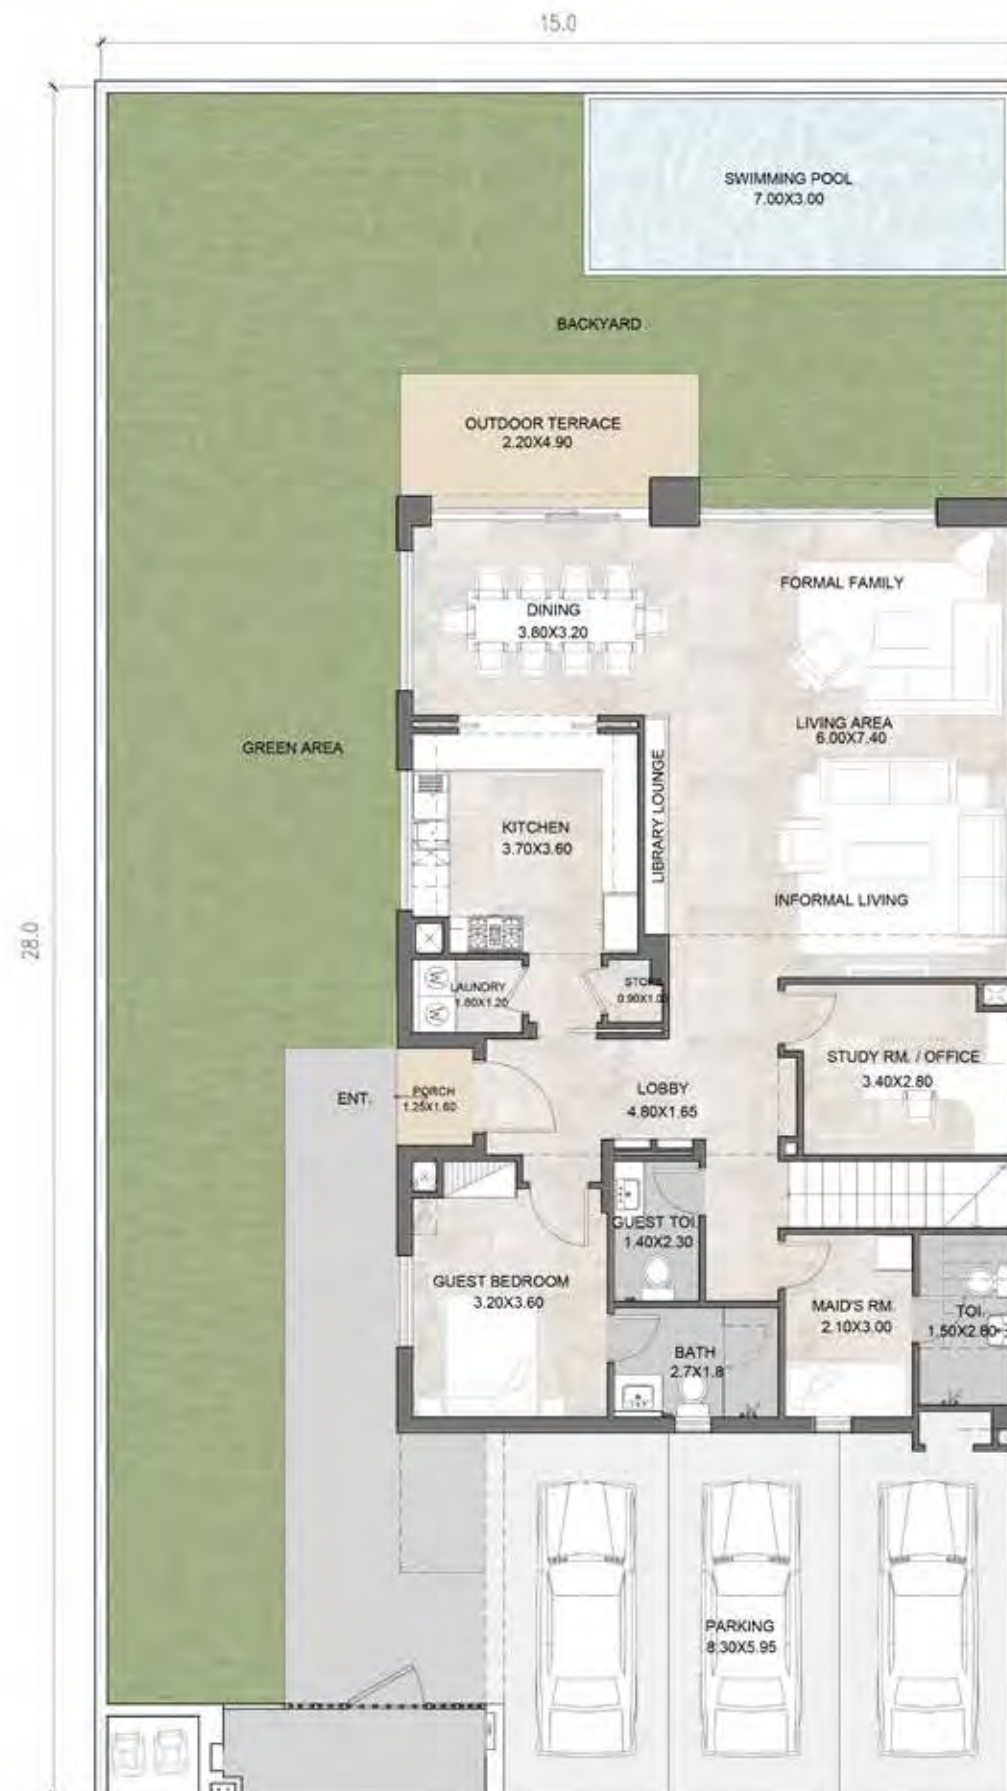 15.0
SWIMMING POOL
7.00X3.00
BACKYARD
OUTDOOR TERRACE
2.20X4.90
FORMAL FAMILY
DINING
3.80X3.20
LIVING AREA
6.00X7.40
GREEN AREA
LIBRARY LOUNGE
KITCHEN
3.70X3.60
INFORMAL LIVING
28.0
LAUNDRY
1.80X1.20
STORE
STUDY RM. / OFFICE
3.40X2.80
ENT.
PORCH
1.25X1.60
LOBBY
4.80X1.65
GUEST TOI.
1.40X2.30
GUEST BEDROOM
3.20X3.60
MAID'S RM.
2.10X3.00
TOI.
1.50X2.80
BATH
2.7X1.8
PARKING
8.30X5.95